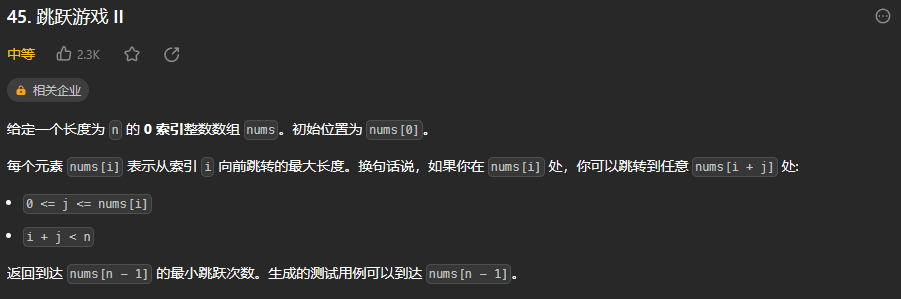 45. 跳跃游戏 II
中等 2.3K
相关企业
给定一个长度为 n 的 0 索引整数数组 nums。初始位置为 nums[0]。
每个元素 nums[i] 表示从索引 i 向前跳转的最大长度。换句话说，如果你在 nums[i] 处，你可以跳转到任意 nums[i + j] 处:
• 0 <= j <= nums[i]
• i + j < n
返回到达 nums[n - 1] 的最小跳跃次数。生成的测试用例可以到达 nums[n - 1]。